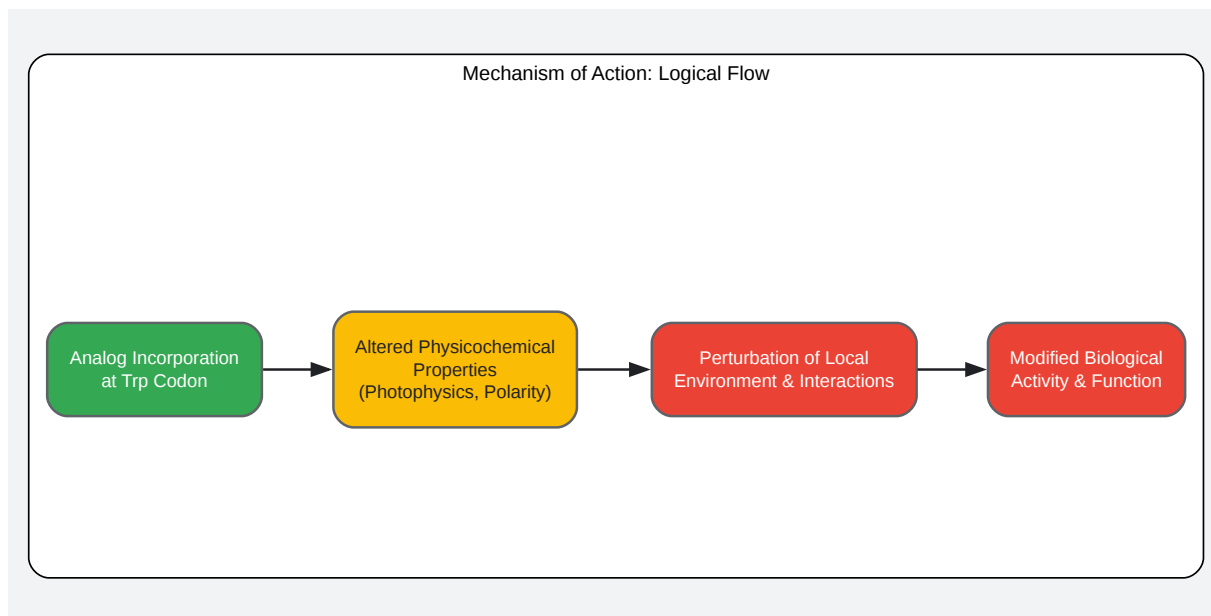 Mechanism of Action: Logical Flow
Analog Incorporation
at Trp Codon
Altered Physicochemical
Properties
(Photophysics, Polarity)
Perturbation of Local
Environment & Interactions
Modified Biological
Activity & Function